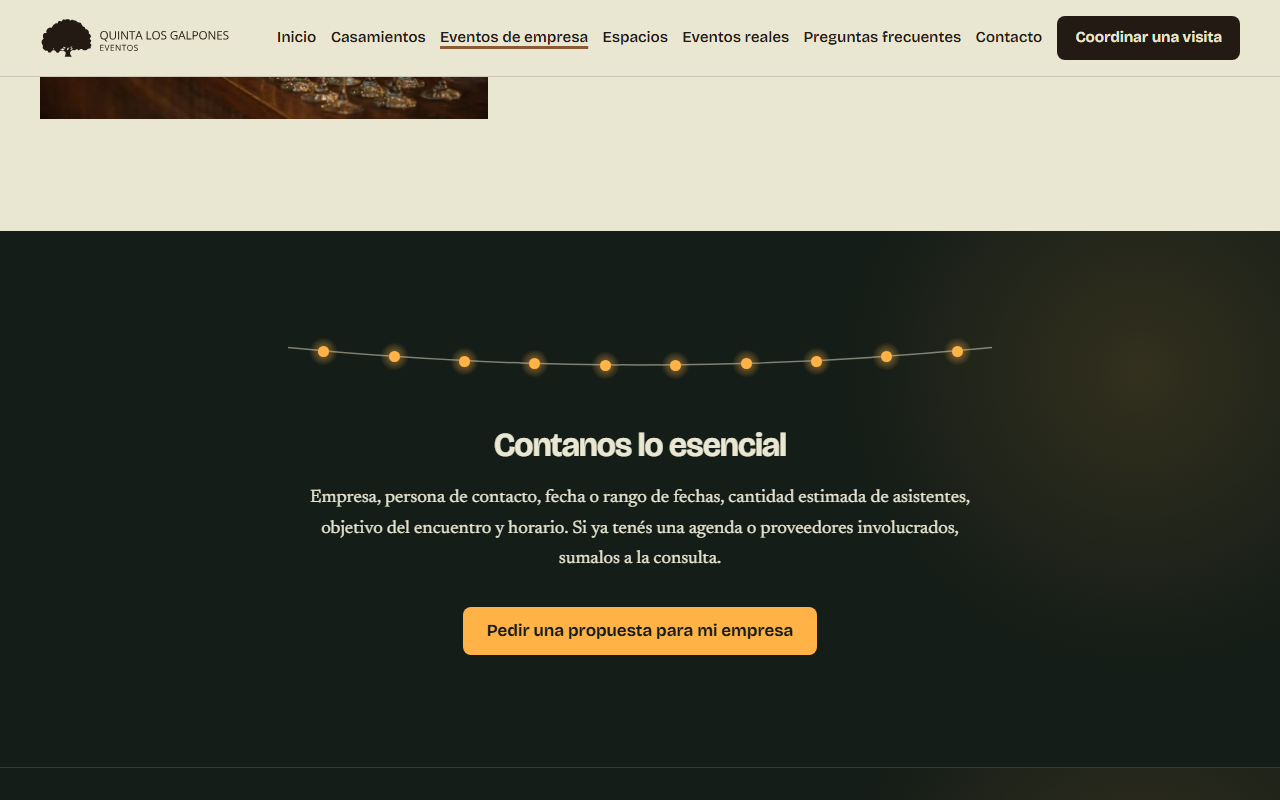 QUINTA LOS GALPONES
EVENTOS
Inicio Casamientos Eventos de empresa Espacios Eventos reales Preguntas frecuentes Contacto Coordinar una visita
Contanos lo esencial
Empresa, persona de contacto, fecha o rango de fechas, cantidad estimada de asistentes,
objetivo del encuentro y horario. Si ya tenés una agenda o proveedores involucrados,
sumalos a la consulta.
Pedir una propuesta para mi empresa